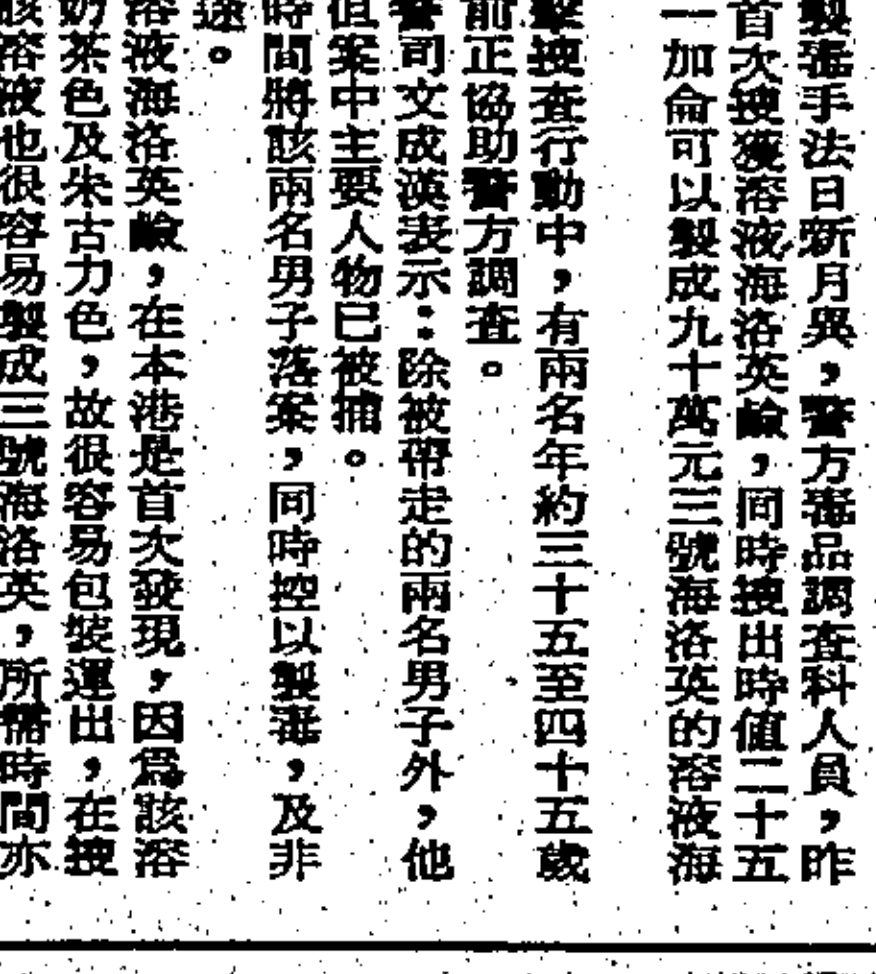 製毒手法日新月異，警方毒品調查科人員，昨
首次搜獲溶液海洛英鹼，同時搜出時值二十五
一加侖可以製成九十萬元三號海洛英的溶液海
擊搜查行動中，有兩名年約三十五至四十五歲
前正協助警方調查。
警司文成漢表示：除被帶走的兩名男子外，他
但案中主要人物已被捕。
時間將該兩名男子落案，同時控以製毒，及非
途。
溶液海洛英鹼，在本港是首次發現，因為該溶
奶茶色及朱古力色，故很容易包裝運出，在搜
該溶液也很容易製成三號海洛英，所需時間亦